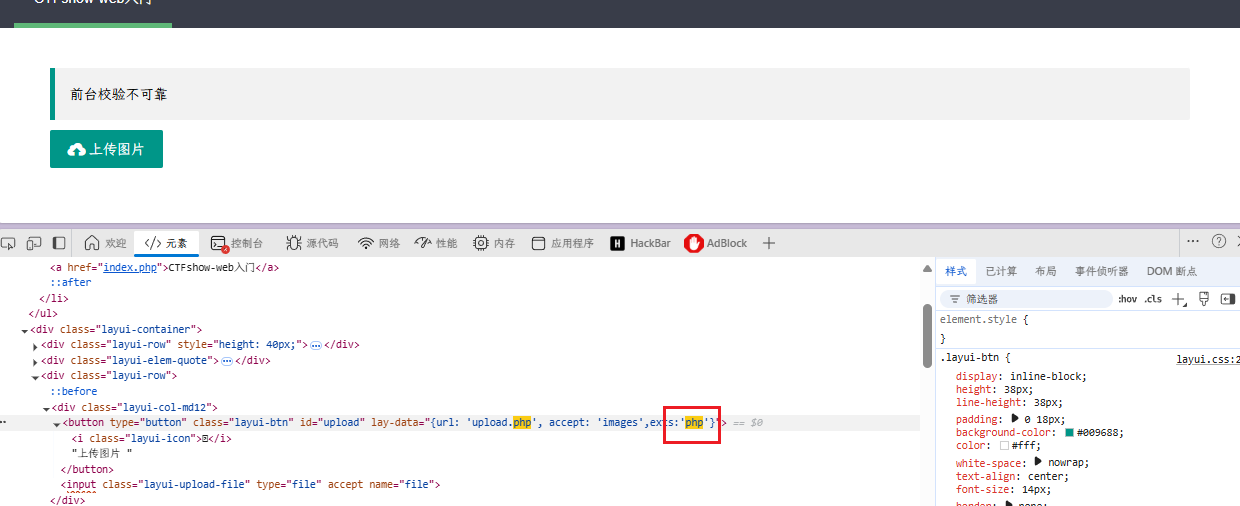 CTFshow-web入门
前台校验不可靠
上传图片
欢迎 </> 元素 控制台 源代码 网络 性能 内存 应用程序 H HackBar AdBlock
<a href="index.php">CTFshow-web入门</a>
::after
</li>
</ul>
<div class="layui-container">
<div class="layui-row" style="height: 40px;"></div>
<div class="layui-elem-quote"></div>
<div class="layui-row">
::before
<div class="layui-col-md12">
<button type="button" class="layui-btn" id="upload" lay-data="{url: 'upload.php', accept: 'images',exts:'php'}"> == $0
<i class="layui-icon"></i>
"上传图片 "
</button>
<input class="layui-upload-file" type="file" accept name="file">
</div>
样式 已计算 布局 事件侦听器 DOM 断点
筛选器 :hov .cls
element.style {
}
.layui-btn { layui.css:2
display: inline-block;
height: 38px;
line-height: 38px;
padding: 0 18px;
background-color: #009688;
color: #fff;
white-space: nowrap;
text-align: center;
font-size: 14px;
border: none;